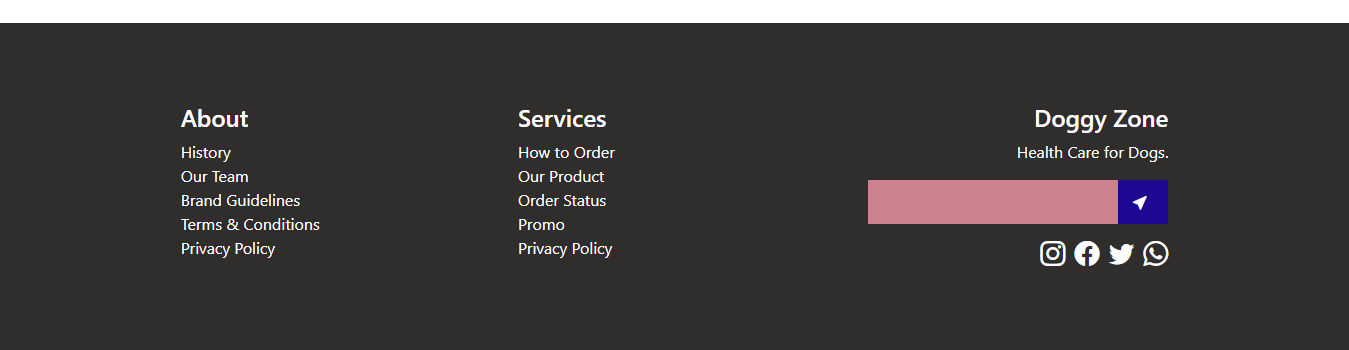 About
History
Our Team
Brand Guidelines
Terms & Conditions
Privacy Policy
Services
How to Order
Our Product
Order Status
Promo
Privacy Policy
Doggy Zone
Health Care for Dogs.